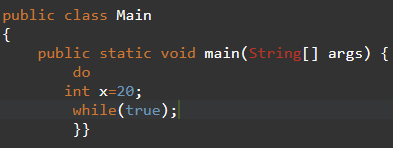 public class Main
{
    public static void main(String[] args) {
        do
       int x=20;
        while(true);
        }}